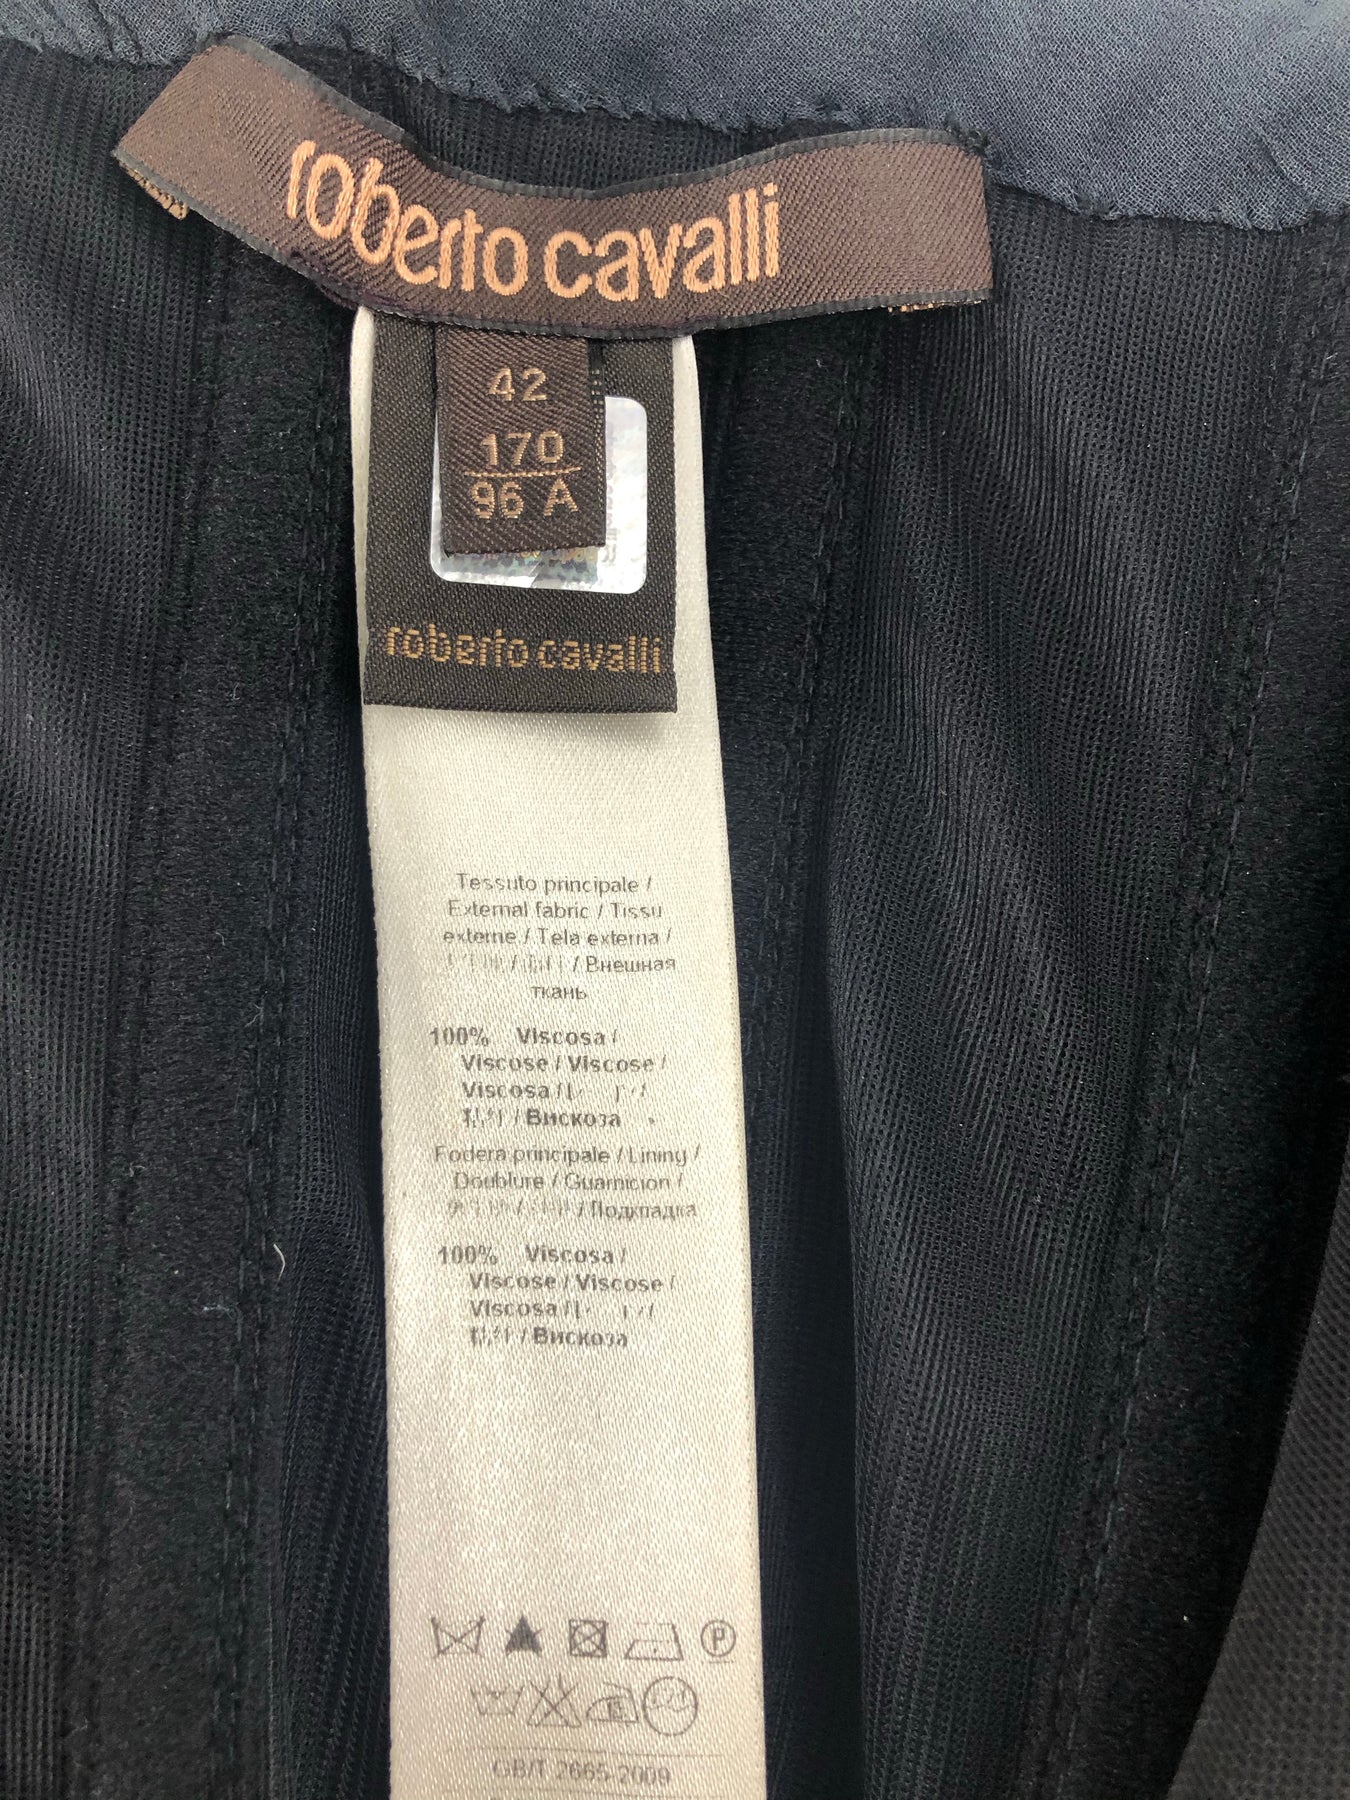 roberto cavalli
42
170
96 A
roberto cavalli
Tessuto principale /
External fabric / Tissu
externe / Tela externa /
/ / Внешная
ткань
100% Viscosa /
Viscose / Viscose /
Viscosa /
/ Вискоза
Fodera principale / Lining /
Doublure / Guarnicion /
/ / Подкладка
100% Viscosa /
Viscose / Viscose /
Viscosa /
/ Вискоза
P
GB/T 2665-2009